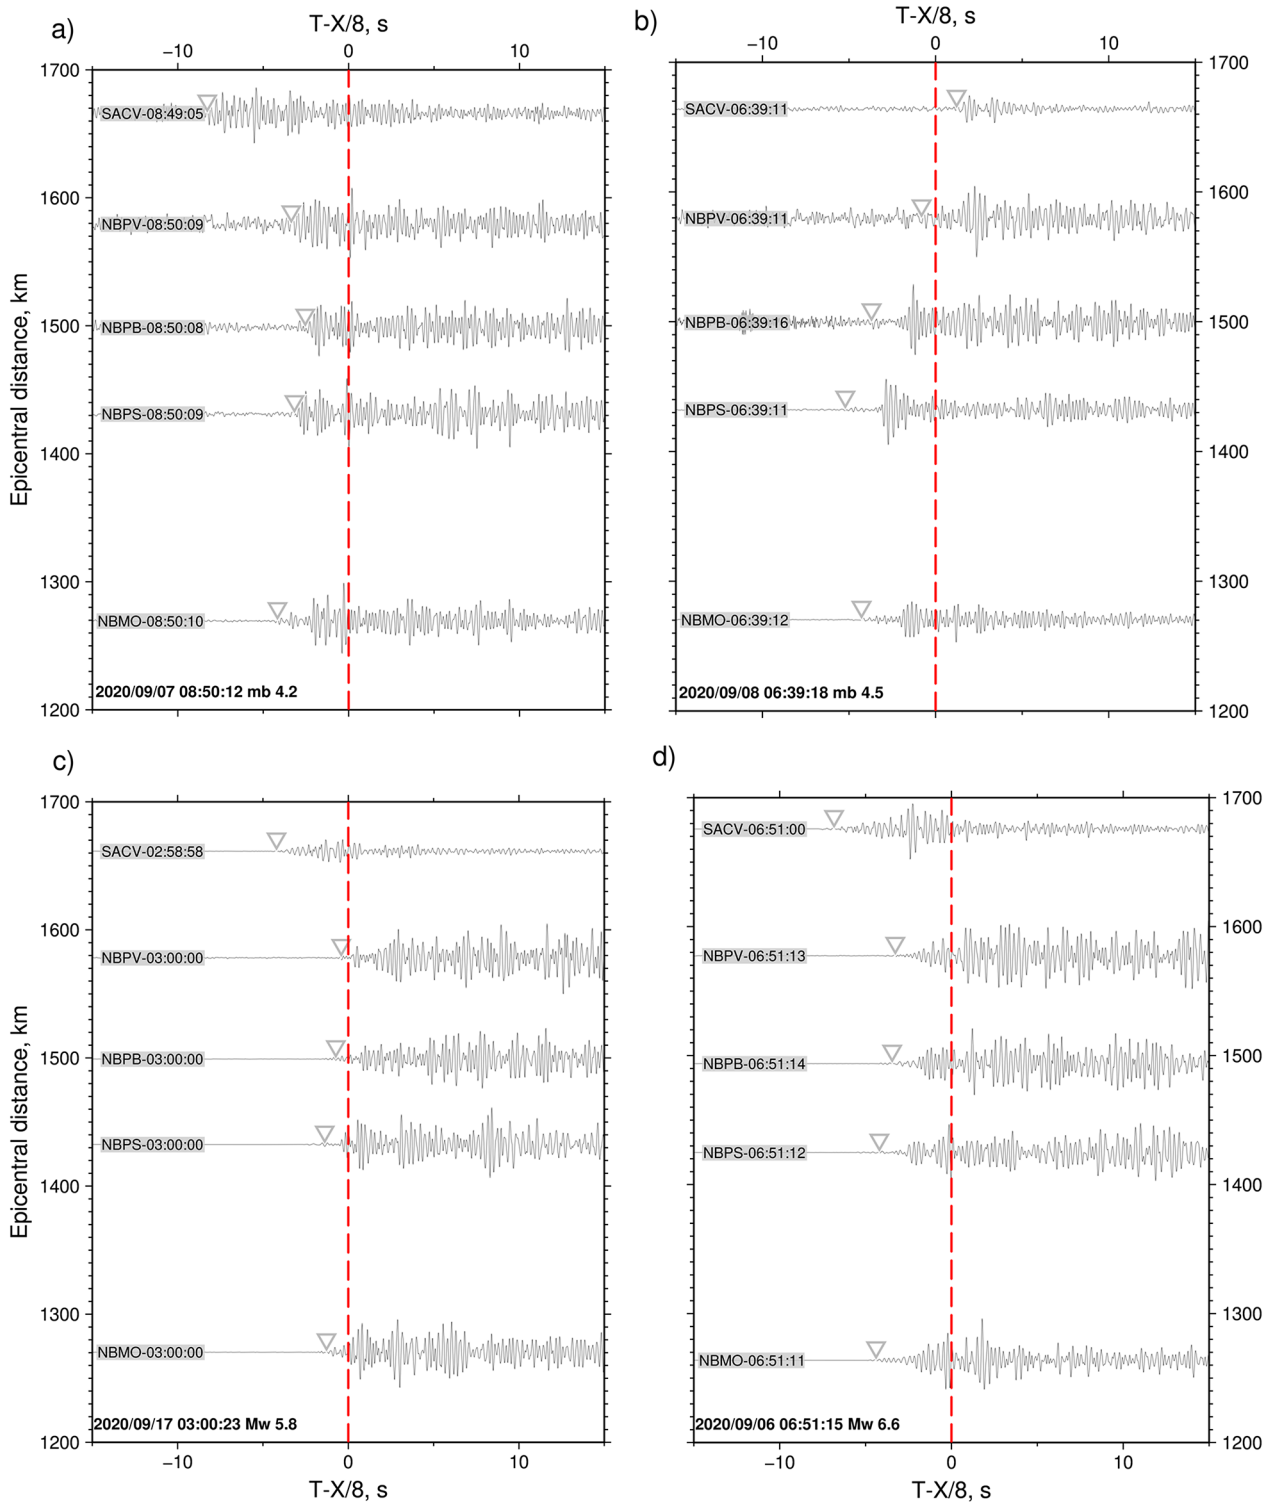 a)
T-X/8, s
−10 0 10
1700
SACV-08:49:05
1600
NBPV-08:50:09
NBPB-08:50:08
1500
NBPS-08:50:09
1400
1300
NBMO-08:50:10
2020/09/07 08:50:12 mb 4.2
1200
Epicentral distance, km
b)
T-X/8, s
−10 0 10
1700
SACV-06:39:11
1600
NBPV-06:39:11
NBPB-06:39:16
1500
NBPS-06:39:11
1400
1300
NBMO-06:39:12
2020/09/08 06:39:18 mb 4.5
1200
c)
1700
SACV-02:58:58
1600
NBPV-03:00:00
NBPB-03:00:00
1500
NBPS-03:00:00
1400
1300
NBMO-03:00:00
2020/09/17 03:00:23 Mw 5.8
1200
−10 0 10
T-X/8, s
Epicentral distance, km
d)
1700
SACV-06:51:00
1600
NBPV-06:51:13
NBPB-06:51:14
1500
NBPS-06:51:12
1400
1300
NBMO-06:51:11
2020/09/06 06:51:15 Mw 6.6
1200
−10 0 10
T-X/8, s